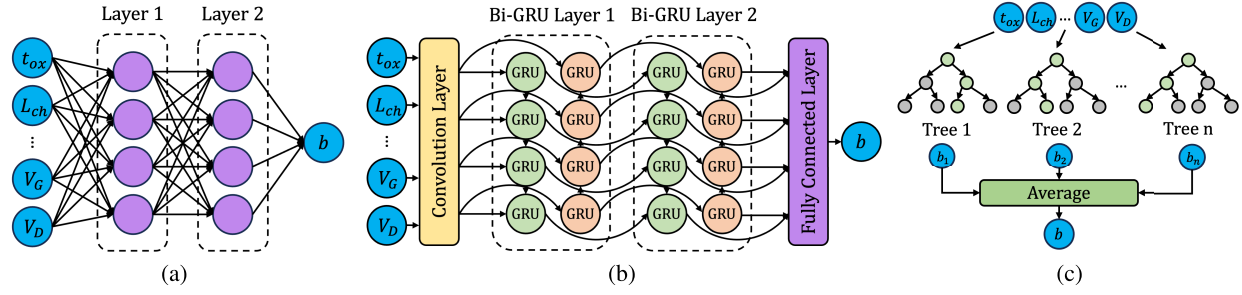 Layer 1
Layer 2
t_ox
L_ch
⋮
V_G
V_D
b
(a)
Bi-GRU Layer 1
Bi-GRU Layer 2
t_ox
L_ch
⋮
V_G
V_D
Convolution Layer
GRU GRU GRU GRU
GRU GRU GRU GRU
GRU GRU GRU GRU
GRU GRU GRU GRU
Fully Connected Layer
b
(b)
t_ox L_ch ... V_G V_D
...
Tree 1
Tree 2
Tree n
b_1
b_2
b_n
Average
b
(c)